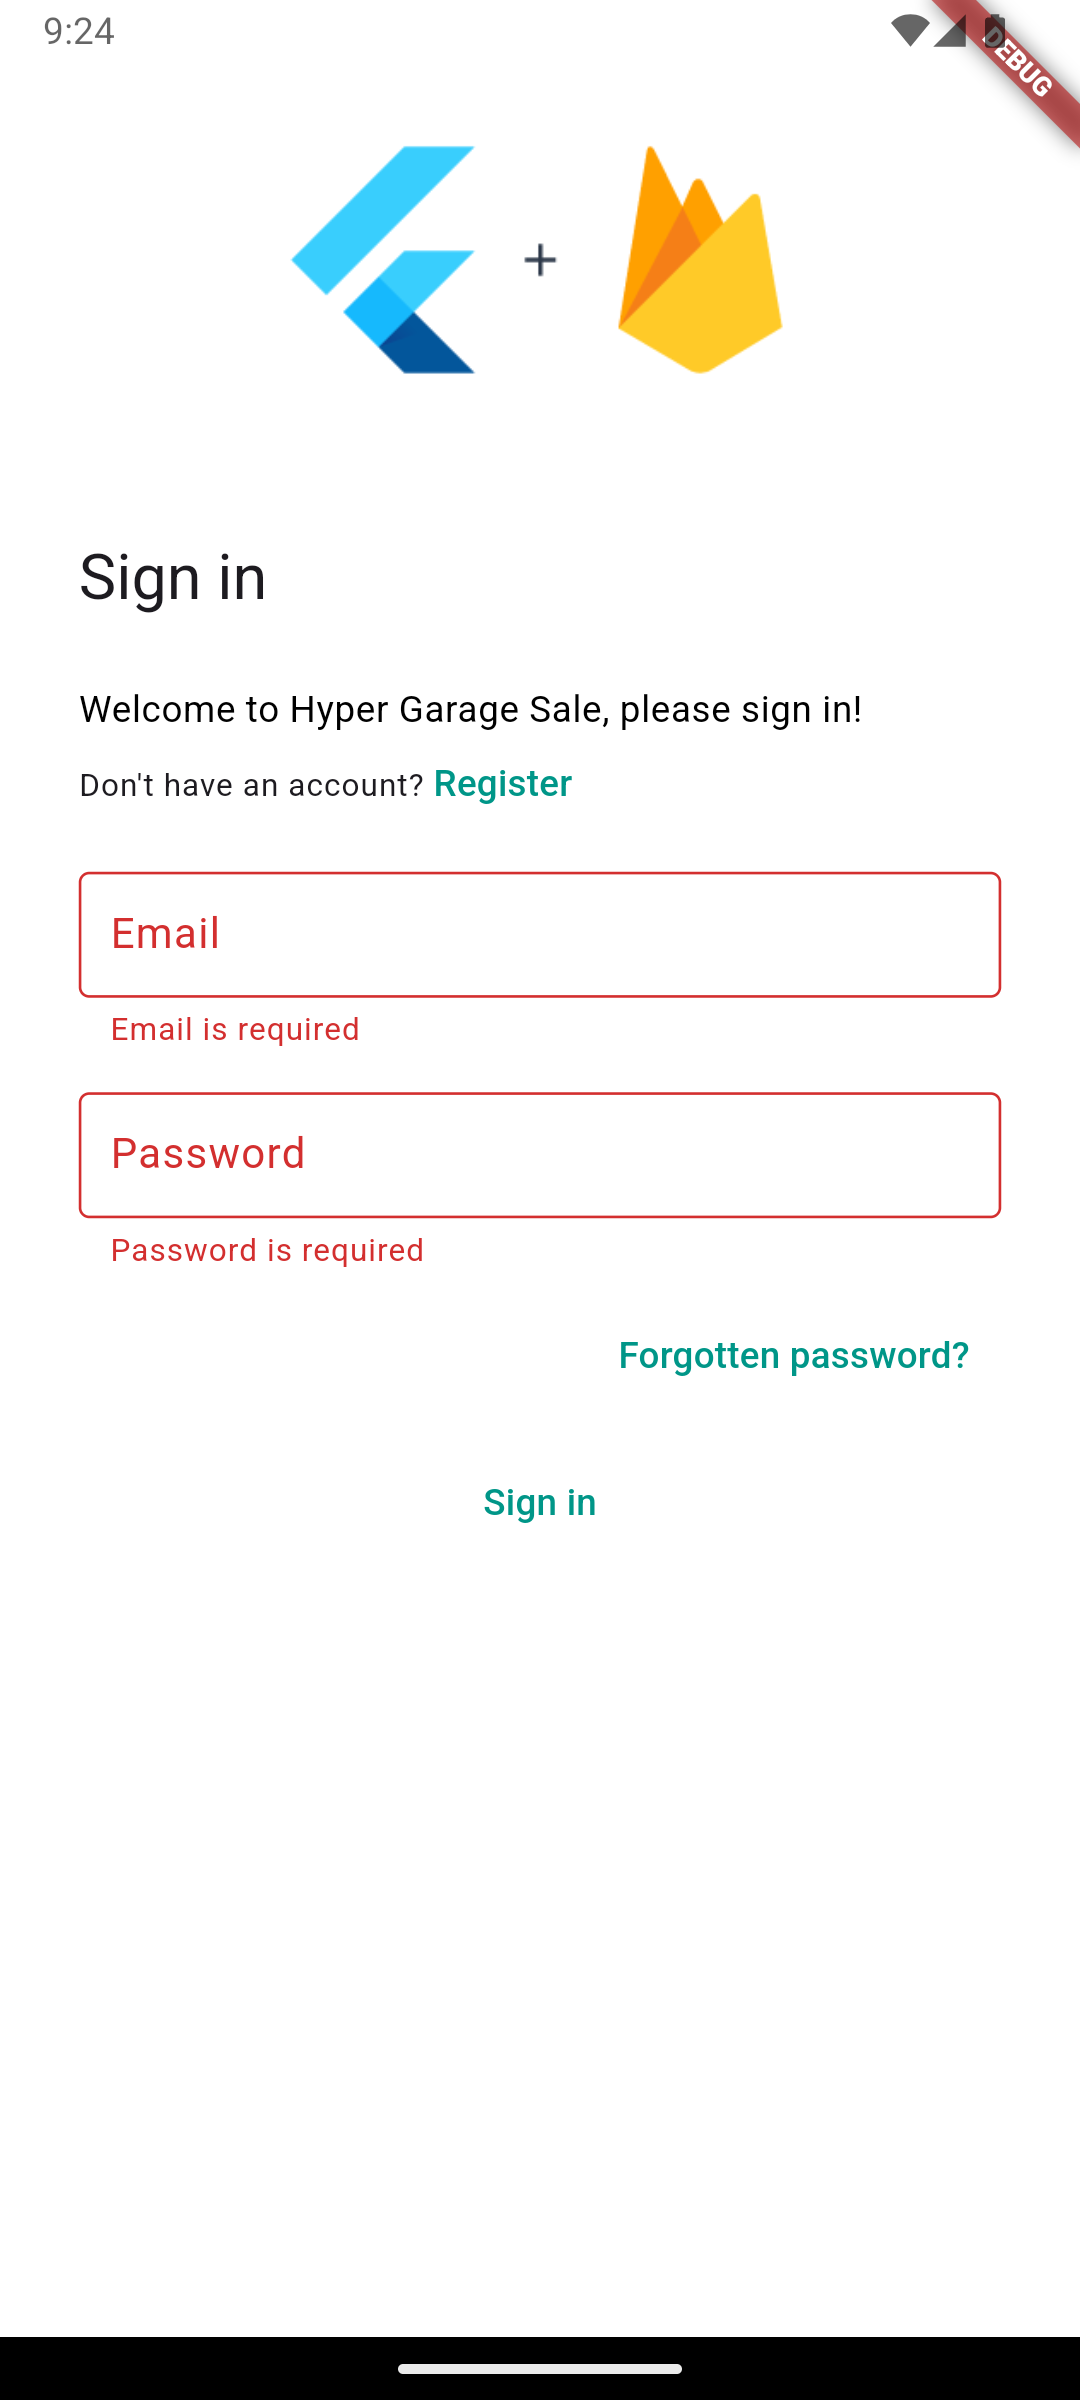 9:24
DEBUG
+
Sign in
Welcome to Hyper Garage Sale, please sign in!
Don't have an account? Register
Email
Email is required
Password
Password is required
Forgotten password?
Sign in